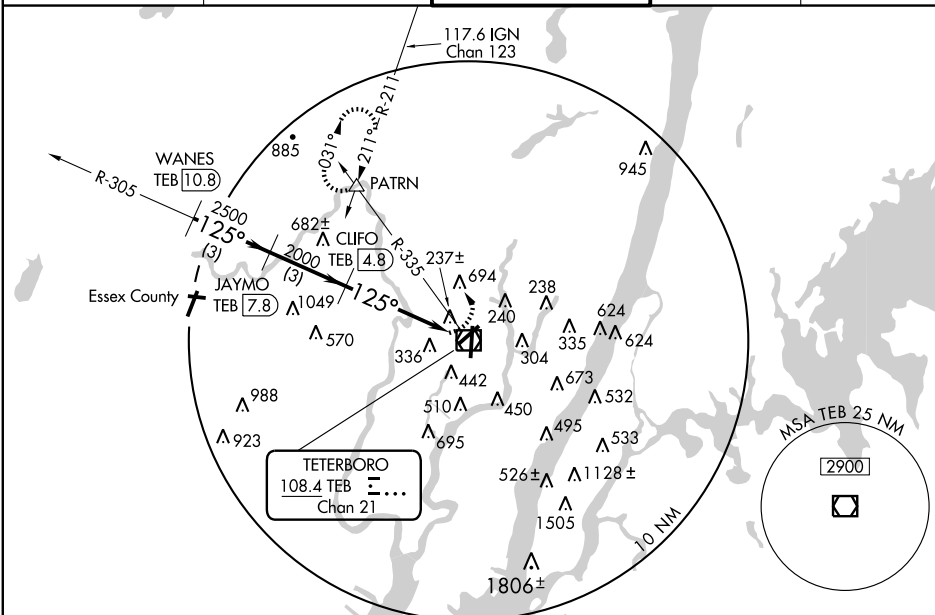 117.6 IGN
Chan 123
R-211
211°
031°
885
945
WANES
TEB 10.8
R-305
PATRN
2500
125°
(3)
682±
CLIFO
TEB 4.8
R-335
2000
(3)
237±
694
JAYMO
TEB 7.8
125°
Essex County
1049
240
238
624
570
336
304
335
624
442
673
988
510
450
532
923
695
495
533
MSA TEB 25 NM
2900
TETERBORO
108.4 TEB
Chan 21
526±
1128±
1505
10 NM
1806±